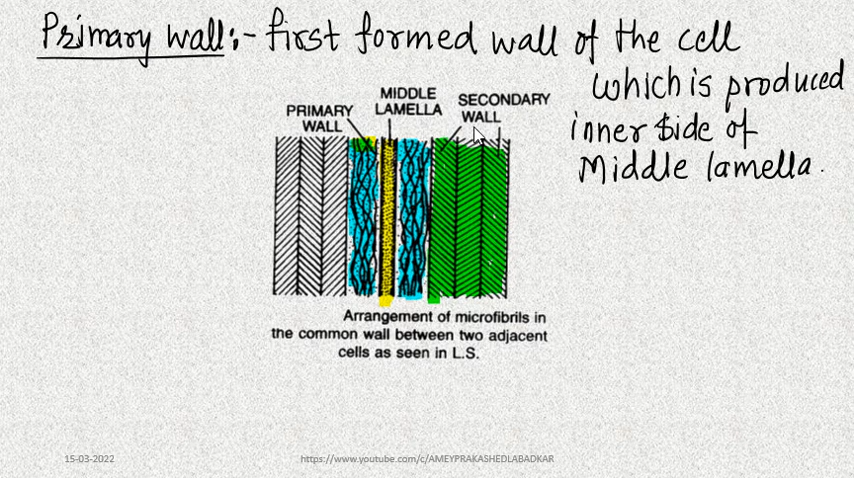 Primary wall:- first formed wall of the cell
which is produced
inner side of
Middle lamella.
PRIMARY
WALL
MIDDLE
LAMELLA
SECONDARY
WALL
Arrangement of microfibrils in
the common wall between two adjacent
cells as seen in L.S.
15-03-2022
https://www.youtube.com/c/AMEYPRAKASHEDLABADKAR